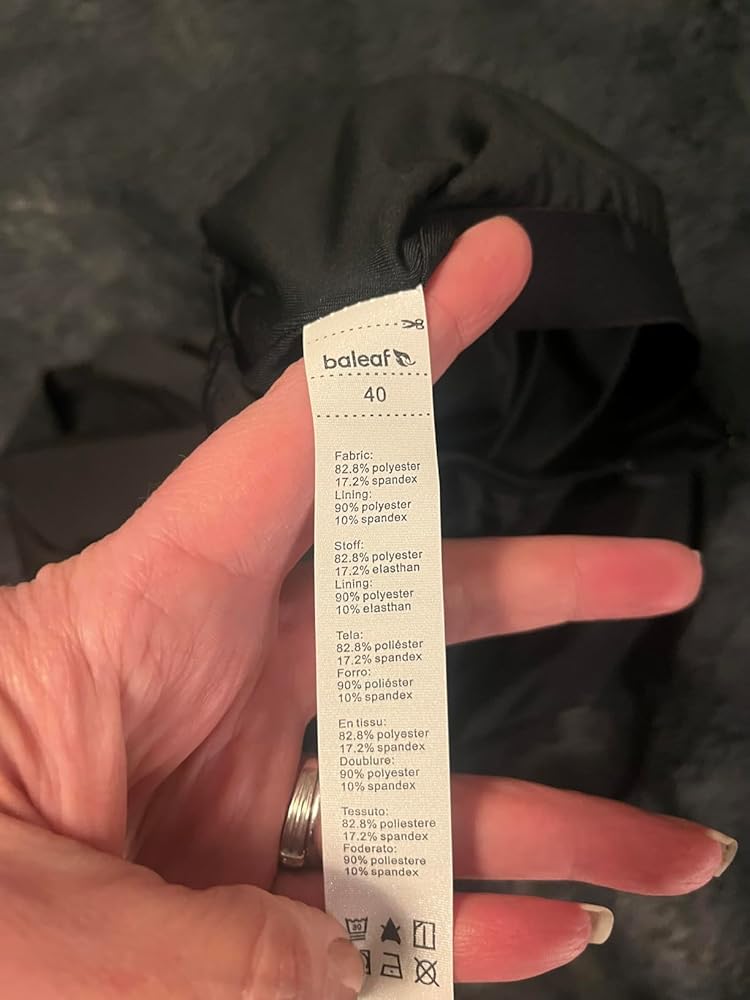 baleaf
40
Fabric:
82.8% polyester
17.2% spandex
Lining:
90% polyester
10% spandex
Stoff:
82.8% polyester
17.2% elasthan
Lining:
90% polyester
10% elasthan
Tela:
82.8% poliéster
17.2% spandex
Forro:
90% poliéster
10% spandex
En tissu:
82.8% polyester
17.2% spandex
Doublure:
90% polyester
10% spandex
Tessuto:
82.8% poliestere
17.2% spandex
Foderato:
90% poliestere
10% spandex
30